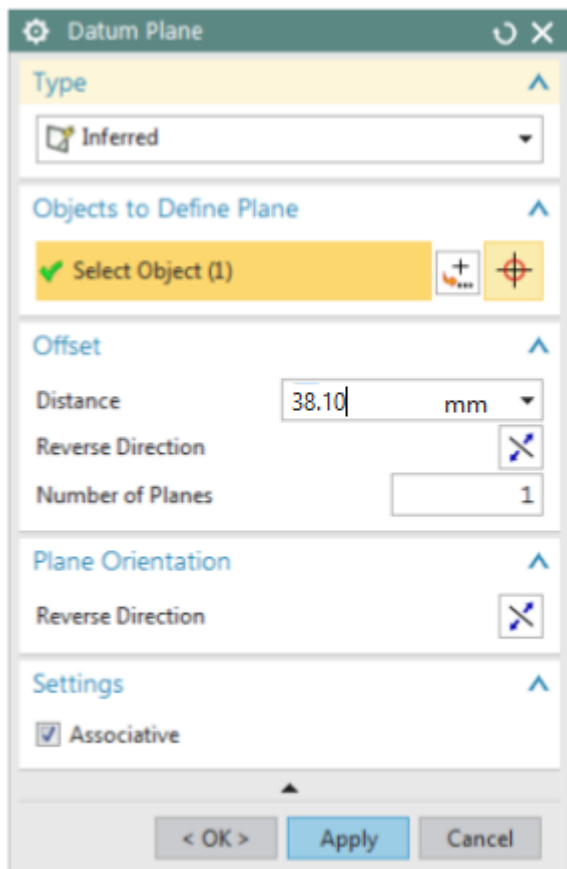 Datum Plane
Type
Inferred
Objects to Define Plane
Select Object (1)
Offset
Distance 38.10 mm
Reverse Direction
Number of Planes 1
Plane Orientation
Reverse Direction
Settings
Associative
< OK > Apply Cancel